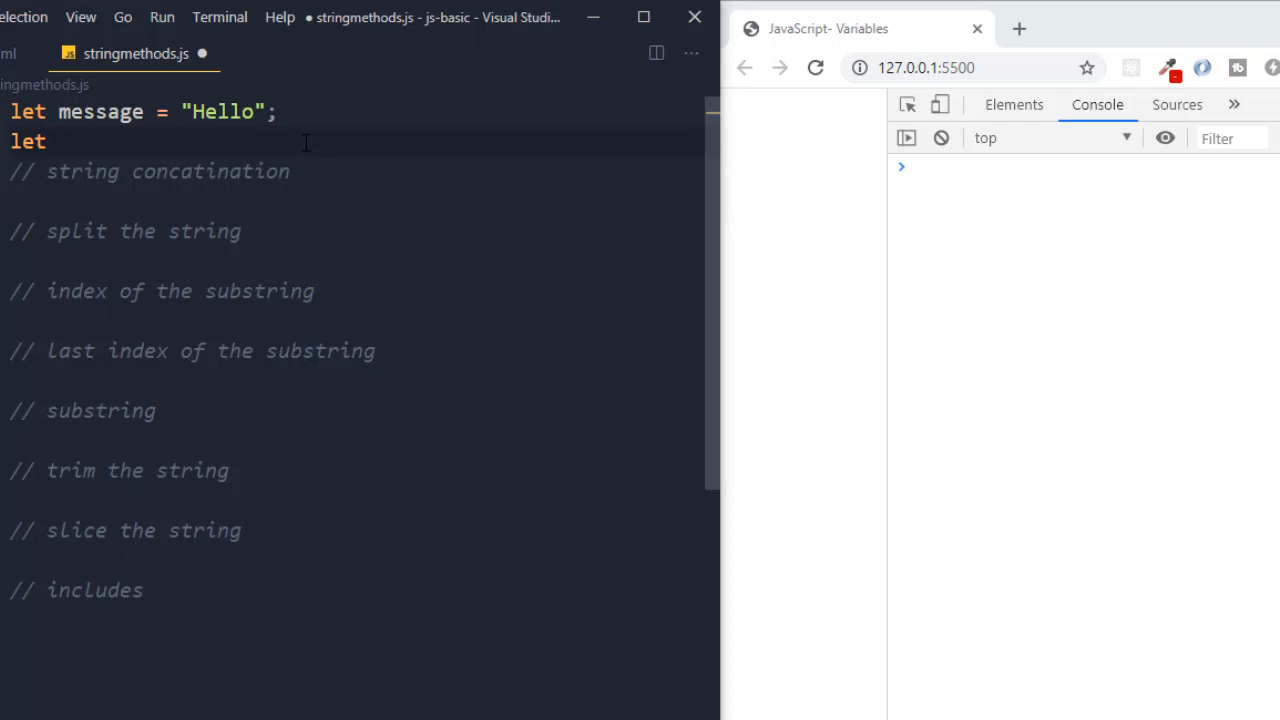 election View Go Run Terminal Help ● stringmethods.js - js-basic - Visual Studi...
ml JS stringmethods.js ●
ingmethods.js
let message = "Hello";
let
// string concatination
// split the string
// index of the substring
// last index of the substring
// substring
// trim the string
// slice the string
// includes
JavaScript- Variables
127.0.0.1:5500
Elements Console Sources »
top Filter